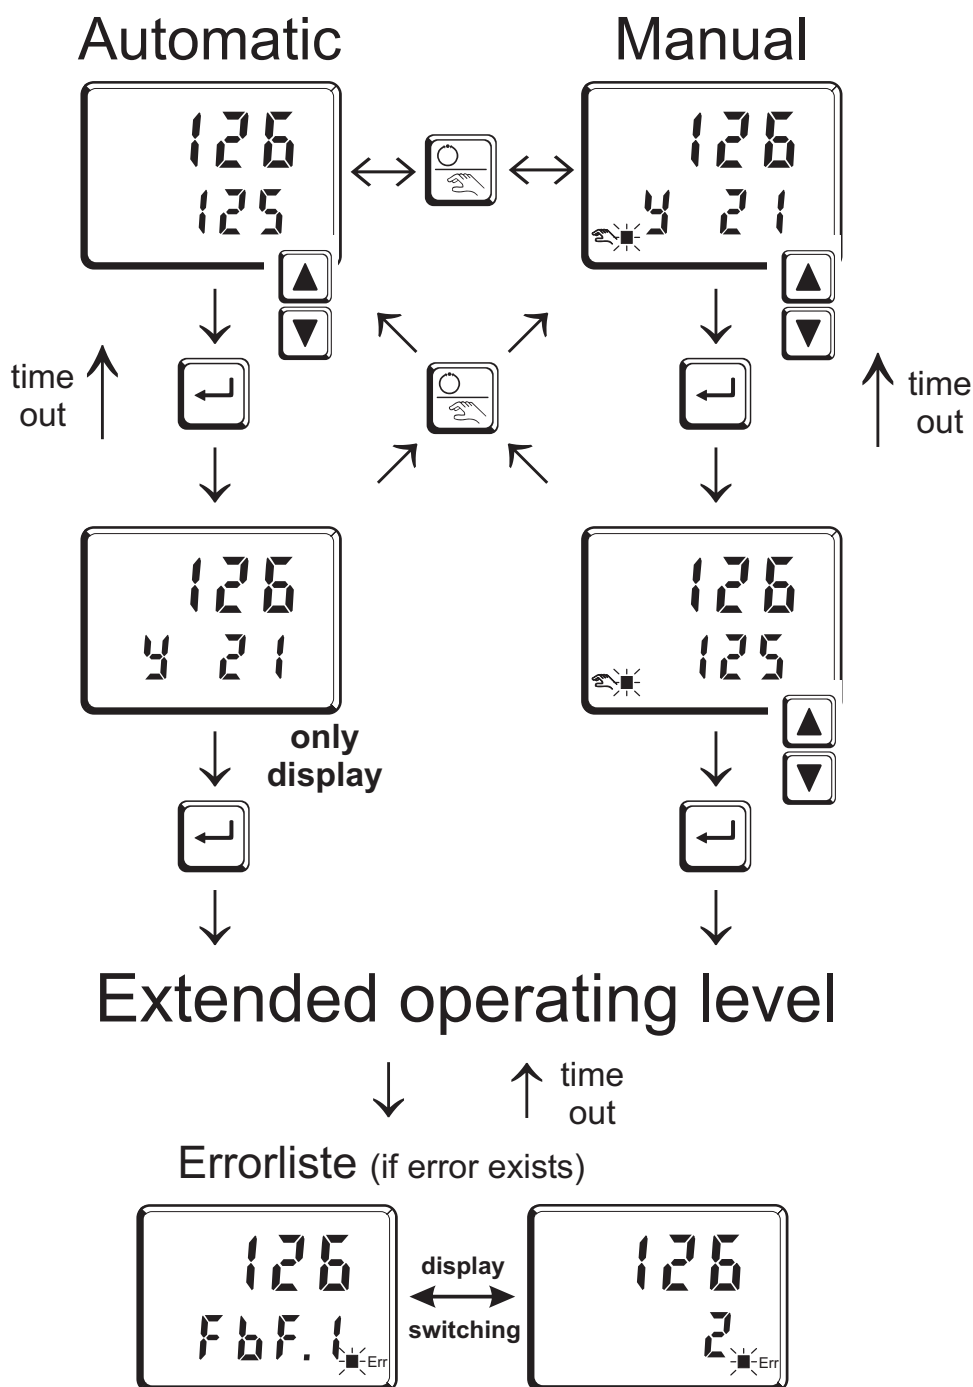 Automatic Manual
126 126
125 y 21
time
out
time
out
126 126
y 21 125
only
display
Extended operating level
time
out
Errorliste (if error exists)
126 display 126
FbF.1 switching 2
Err Err